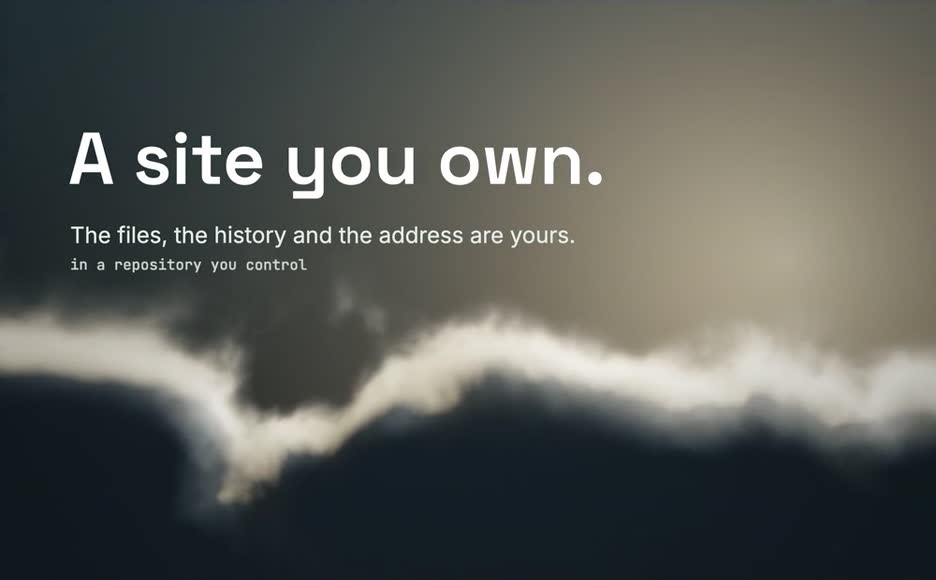 A site you own.
The files, the history and the address are yours.
in a repository you control